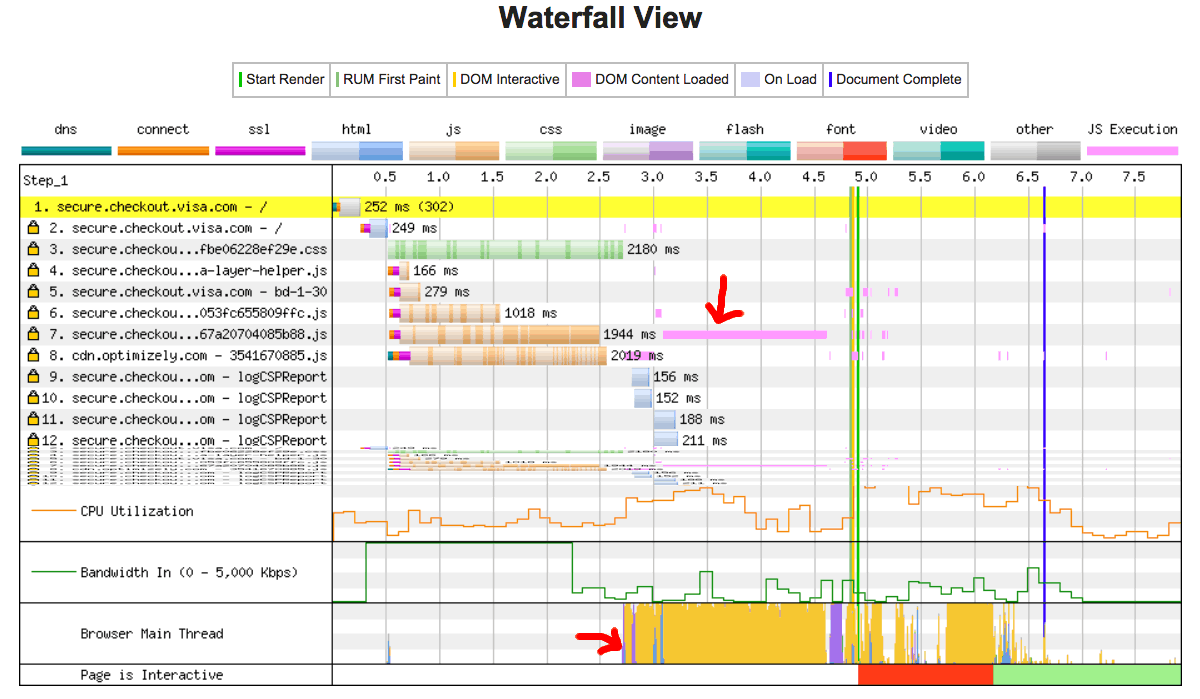 Waterfall View
Start Render RUM First Paint DOM Interactive DOM Content Loaded On Load Document Complete
dns connect ssl html js css image flash font video other JS Execution
Step_1 0.5 1.0 1.5 2.0 2.5 3.0 3.5 4.0 4.5 5.0 5.5 6.0 6.5 7.0 7.5
1. secure.checkout.visa.com - / 252 ms (302)
2. secure.checkout.visa.com - / 249 ms
3. secure.checkou...fbe06228ef29e.css 2180 ms
4. secure.checkou...a-layer-helper.js 166 ms
5. secure.checkout.visa.com - bd-1-30 279 ms
6. secure.checkou...053fc655809ffc.js 1018 ms
7. secure.checkou...67a20704085b88.js 1944 ms
8. cdn.optimizely.com - 3541670885.js 2019 ms
9. secure.checkou...om - logCSPReport 156 ms
10. secure.checkou...om - logCSPReport 152 ms
11. secure.checkou...om - logCSPReport 188 ms
12. secure.checkou...om - logCSPReport 211 ms
CPU Utilization
Bandwidth In (0 - 5,000 Kbps)
Browser Main Thread
Page is Interactive